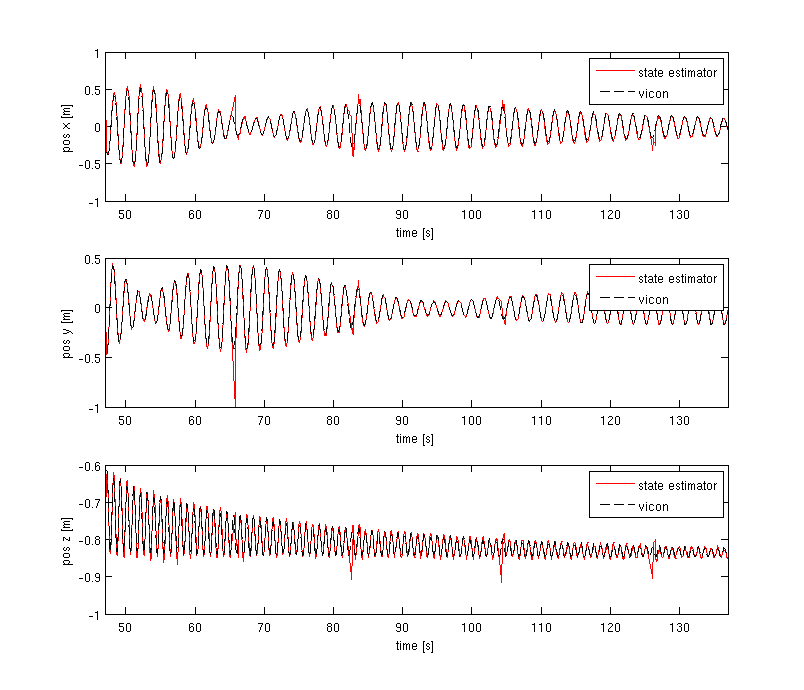 1
0.5
0
-0.5
-1
pos x [m]
state estimator
vicon
50 60 70 80 90 100 110 120 130
time [s]
0.5
0
-0.5
-1
pos y [m]
state estimator
vicon
50 60 70 80 90 100 110 120 130
time [s]
-0.6
-0.7
-0.8
-0.9
-1
pos z [m]
state estimator
vicon
50 60 70 80 90 100 110 120 130
time [s]